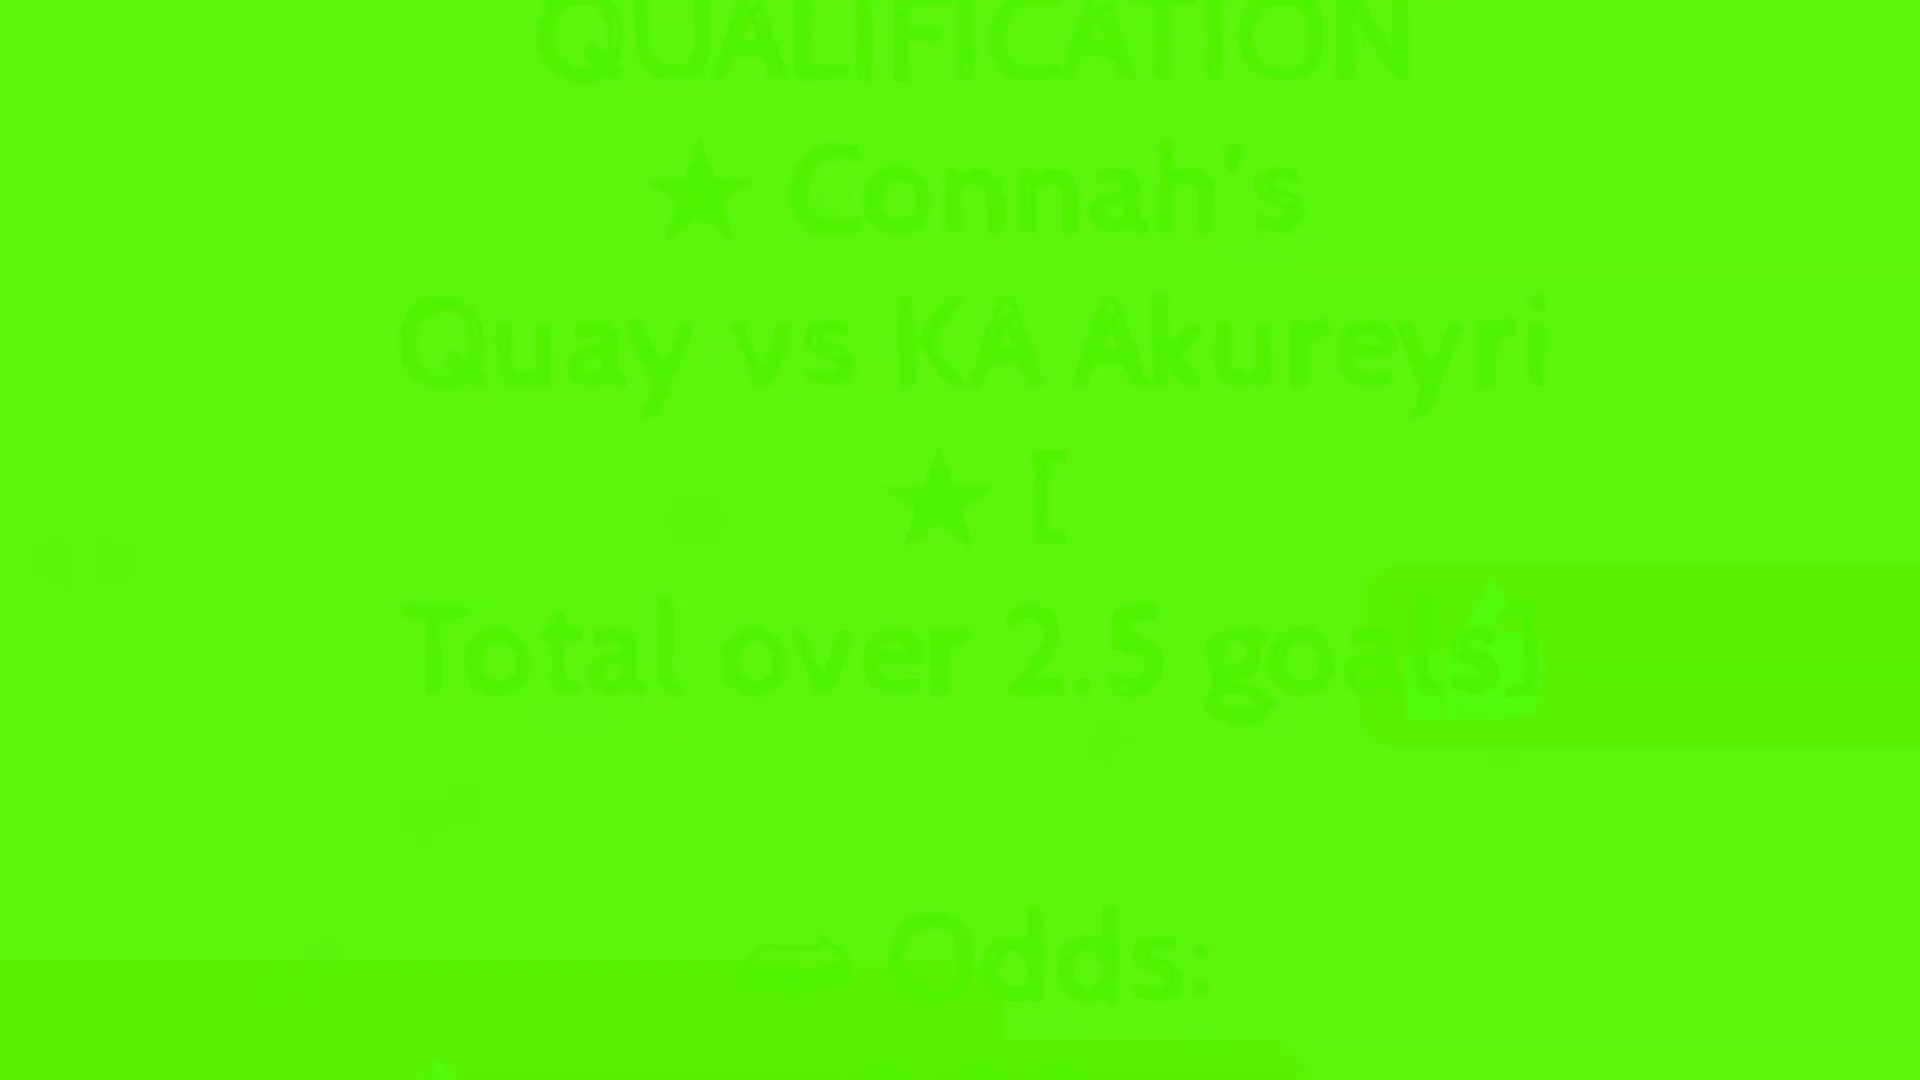 QUALIFICATION
★ Connah's
Quay vs KA Akureyri
★ [
Total over 2.5 goals]
➯ Odds: